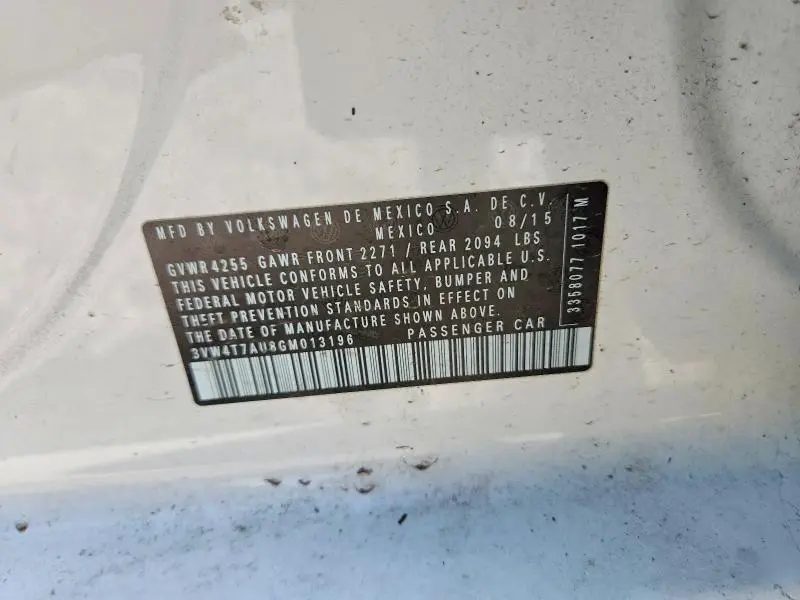 MFD BY VOLKSWAGEN DE MEXICO S.A. DE C.V.
MEXICO 08/15
GVWR 4255 GAWR FRONT 2271 / REAR 2094 LBS
THIS VEHICLE CONFORMS TO ALL APPLICABLE U.S.
FEDERAL MOTOR VEHICLE SAFETY, BUMPER AND
THEFT PREVENTION STANDARDS IN EFFECT ON
THE DATE OF MANUFACTURE SHOWN ABOVE.
3VW4T7AU8GM013196 PASSENGER CAR
3358077 1017 M